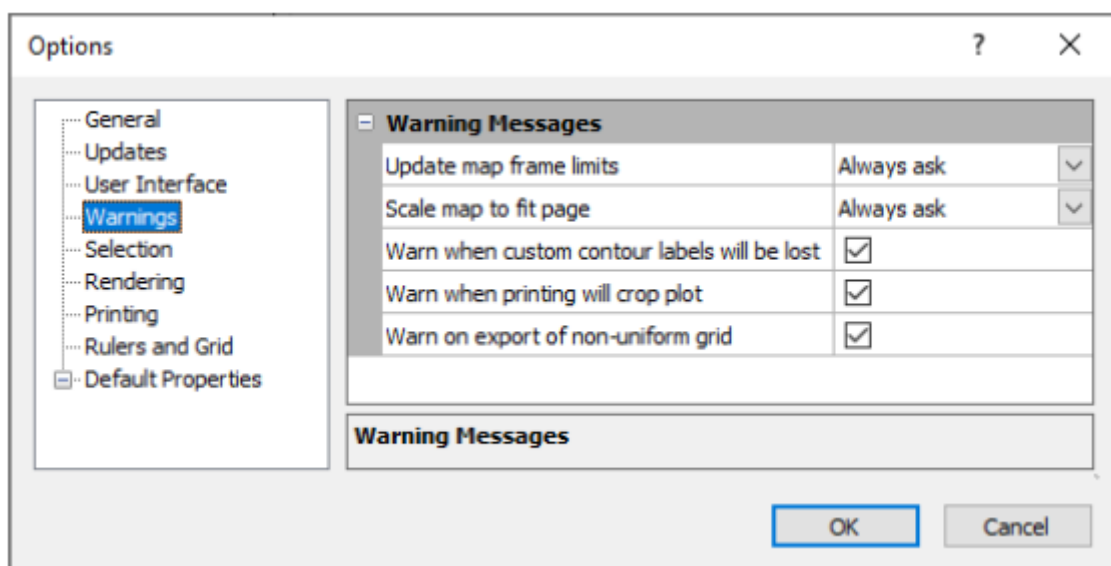 Options ?
General
Updates
User Interface
Warnings
Selection
Rendering
Printing
Rulers and Grid
Default Properties
Warning Messages
Update map frame limits Always ask
Scale map to fit page Always ask
Warn when custom contour labels will be lost
Warn when printing will crop plot
Warn on export of non-uniform grid
Warning Messages
OK Cancel